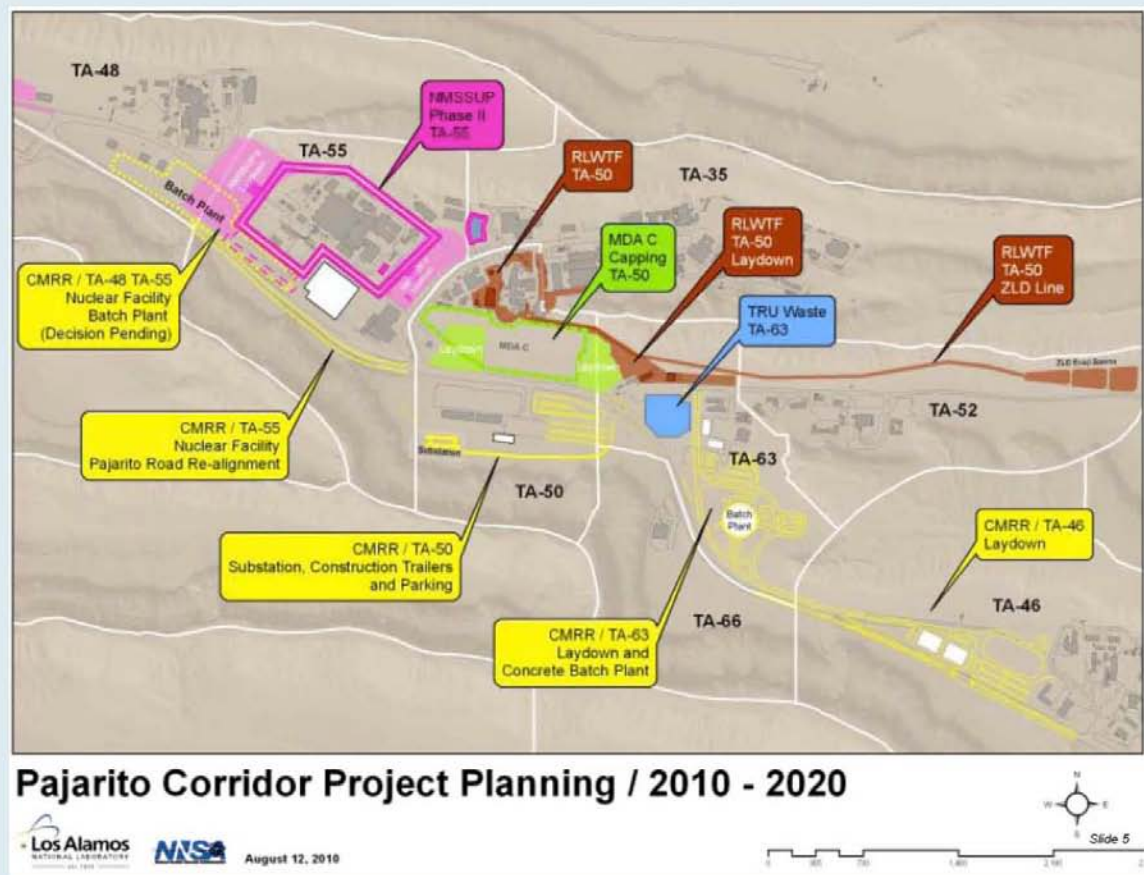 TA-48
NMSSUP
Phase II
TA-55
TA-55
RLWTF
TA-50
TA-35
Batch Plant
MDA C
Capping
TA-50
RLWTF
TA-50
Laydown
RLWTF
TA-50
ZLD Line
CMRR / TA-48 TA-55
Nuclear Facility
Batch Plant
(Decision Pending)
TRU Waste
TA-63
Laydown
MDA C
Laydown
TA-52
CMRR / TA-55
Nuclear Facility
Pajarito Road Re-alignment
Substation
TA-63
TA-50
Batch
Plant
CMRR / TA-46
Laydown
CMRR / TA-50
Substation, Construction Trailers
and Parking
TA-46
TA-66
CMRR / TA-63
Laydown and
Concrete Batch Plant
Pajarito Corridor Project Planning / 2010 - 2020
N
W
E
S
Slide 5
Los Alamos
NATIONAL LABORATORY
NNSA
August 12, 2010
0